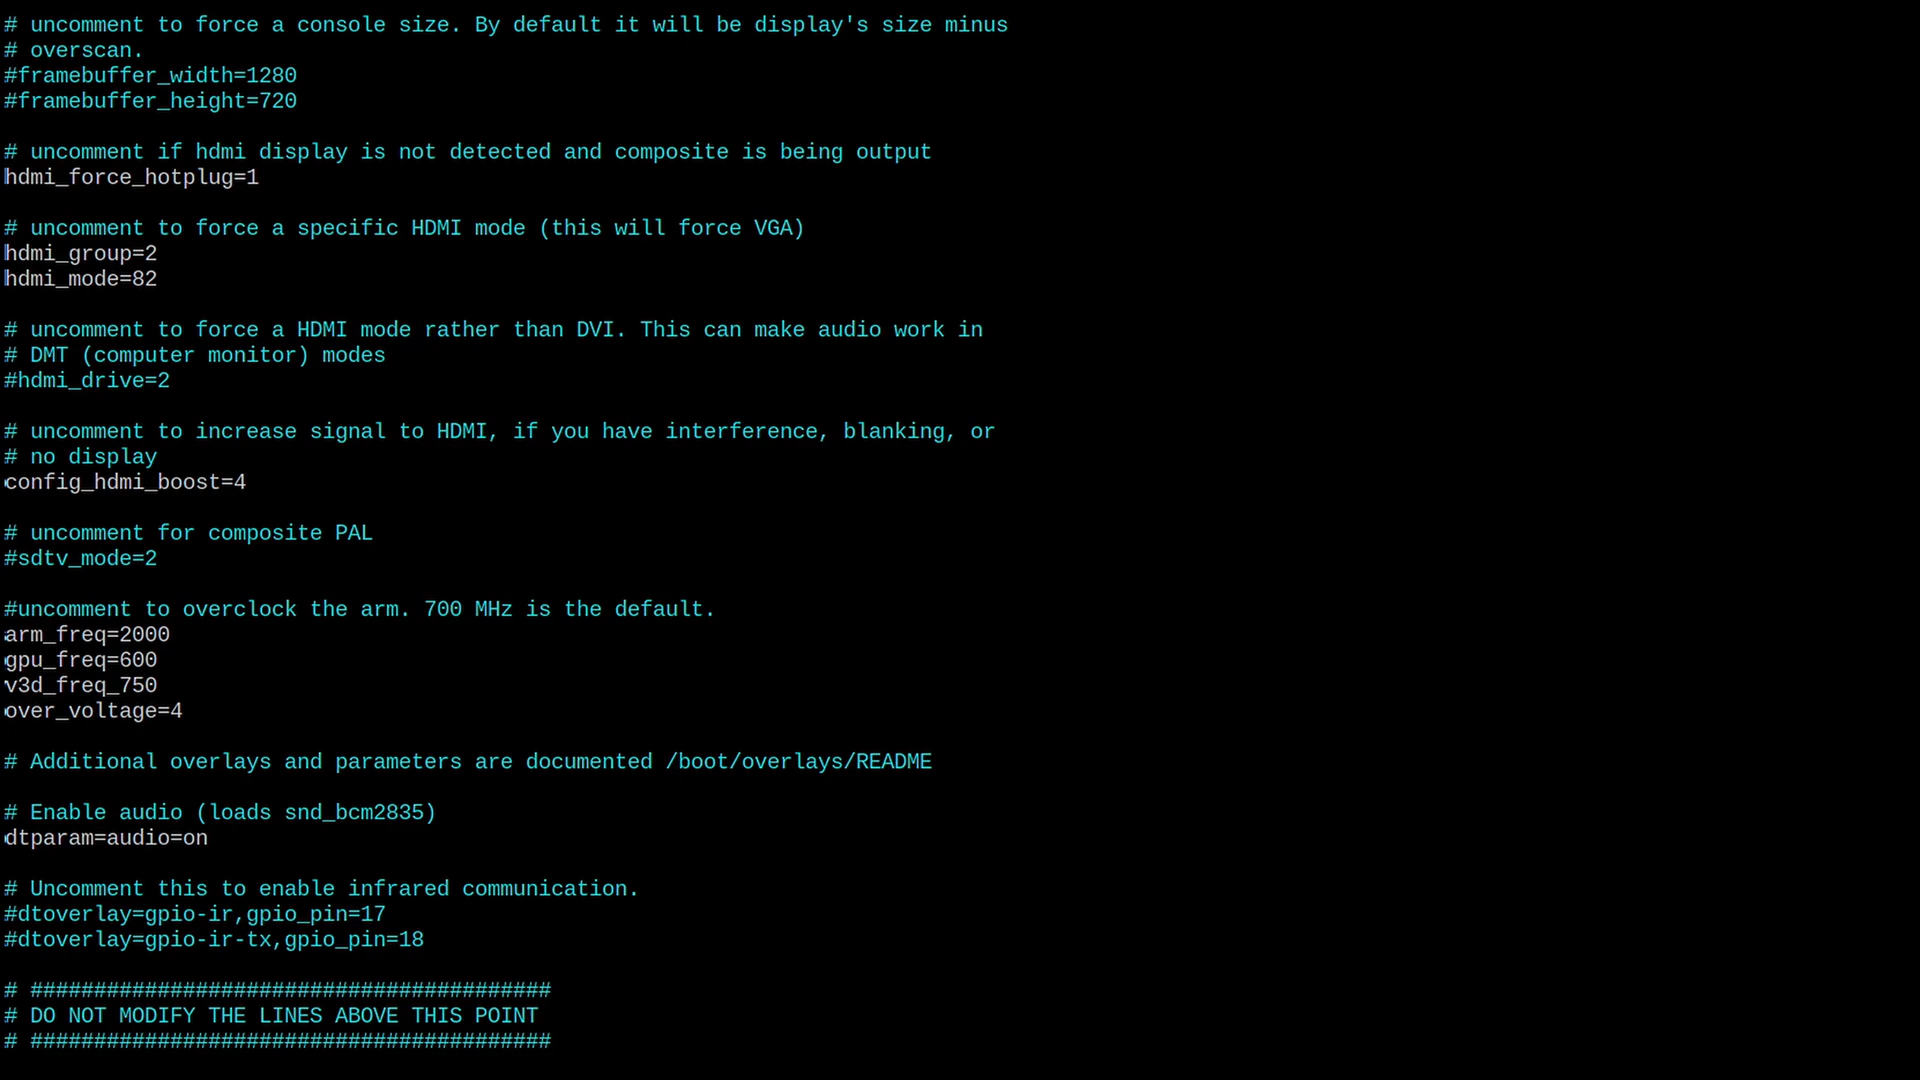 # uncomment to force a console size. By default it will be display's size minus
# overscan.
#framebuffer_width=1280
#framebuffer_height=720
# uncomment if hdmi display is not detected and composite is being output
hdmi_force_hotplug=1
# uncomment to force a specific HDMI mode (this will force VGA)
hdmi_group=2
hdmi_mode=82
# uncomment to force a HDMI mode rather than DVI. This can make audio work in
# DMT (computer monitor) modes
#hdmi_drive=2
# uncomment to increase signal to HDMI, if you have interference, blanking, or
# no display
config_hdmi_boost=4
# uncomment for composite PAL
#sdtv_mode=2
#uncomment to overclock the arm. 700 MHz is the default.
arm_freq=2000
gpu_freq=600
v3d_freq_750
over_voltage=4
# Additional overlays and parameters are documented /boot/overlays/README
# Enable audio (loads snd_bcm2835)
dtparam=audio=on
# Uncomment this to enable infrared communication.
#dtoverlay=gpio-ir,gpio_pin=17
#dtoverlay=gpio-ir-tx,gpio_pin=18
# #########################################
# DO NOT MODIFY THE LINES ABOVE THIS POINT
# #########################################